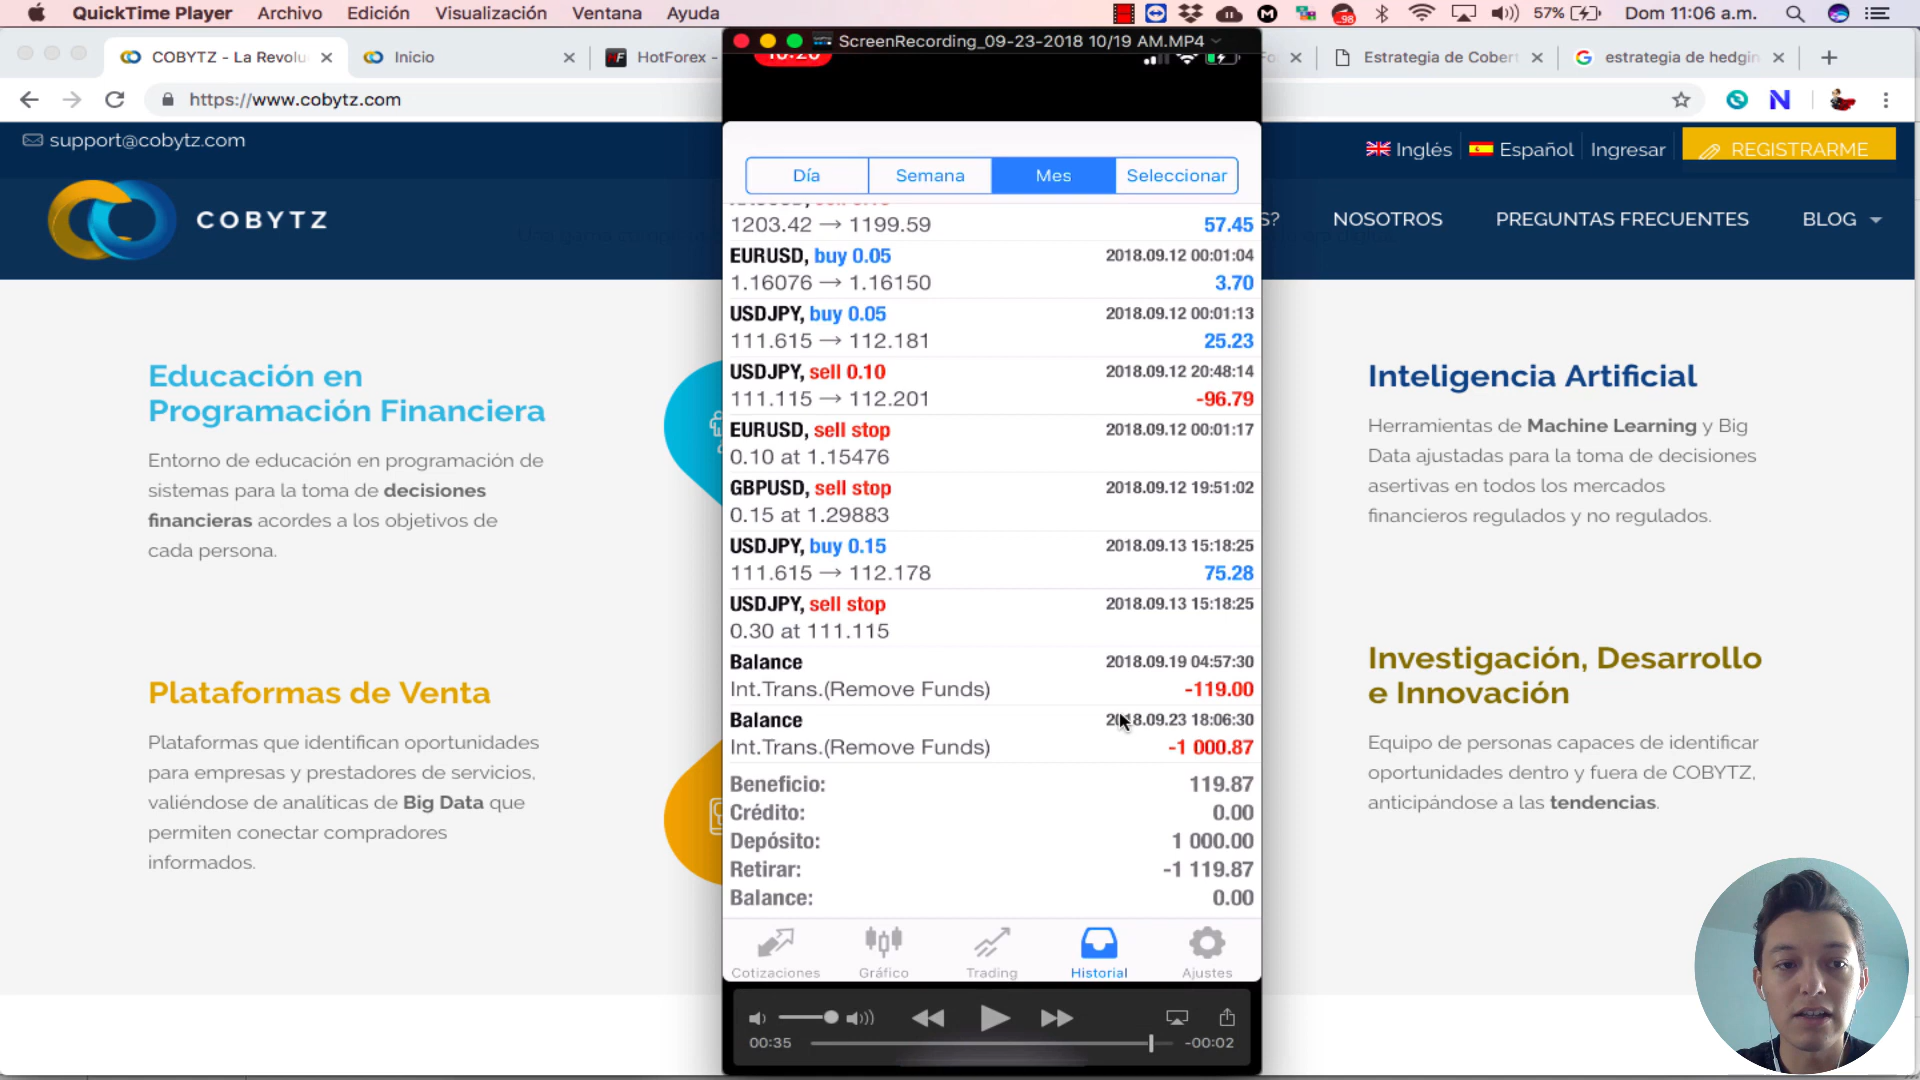 QuickTime Player Archivo Edición Visualización Ventana Ayuda 98 57% Dom 11:06 a.m.
COBYTZ - La Revolu Inicio HotForex - ScreenRecording_09-23-2018 10/19 AM.MP4 Estrategia de Cobert estrategia de hedgin
https://www.cobytz.com
support@cobytz.com
Inglés Español Ingresar REGISTRARME
COBYTZ
S? NOSOTROS PREGUNTAS FRECUENTES BLOG
Día Semana Mes Seleccionar
1203.42 → 1199.59 57.45
EURUSD, buy 0.05 2018.09.12 00:01:04
1.16076 → 1.16150 3.70
USDJPY, buy 0.05 2018.09.12 00:01:13
111.615 → 112.181 25.23
USDJPY, sell 0.10 2018.09.12 20:48:14
111.115 → 112.201 -96.79
EURUSD, sell stop 2018.09.12 00:01:17
0.10 at 1.15476
GBPUSD, sell stop 2018.09.12 19:51:02
0.15 at 1.29883
USDJPY, buy 0.15 2018.09.13 15:18:25
111.615 → 112.178 75.28
USDJPY, sell stop 2018.09.13 15:18:25
0.30 at 111.115
Balance 2018.09.19 04:57:30
Int.Trans.(Remove Funds) -119.00
Balance 2018.09.23 18:06:30
Int.Trans.(Remove Funds) -1 000.87
Beneficio: 119.87
Crédito: 0.00
Depósito: 1 000.00
Retirar: -1 119.87
Balance: 0.00
Cotizaciones Gráfico Trading Historial Ajustes
00:35 -00:02
Educación en
Programación Financiera
Entorno de educación en programación de
sistemas para la toma de decisiones
financieras acordes a los objetivos de
cada persona.
Plataformas de Venta
Plataformas que identifican oportunidades
para empresas y prestadores de servicios,
valiéndose de analíticas de Big Data que
permiten conectar compradores
informados.
Inteligencia Artificial
Herramientas de Machine Learning y Big
Data ajustadas para la toma de decisiones
asertivas en todos los mercados
financieros regulados y no regulados.
Investigación, Desarrollo
e Innovación
Equipo de personas capaces de identificar
oportunidades dentro y fuera de COBYTZ,
anticipándose a las tendencias.